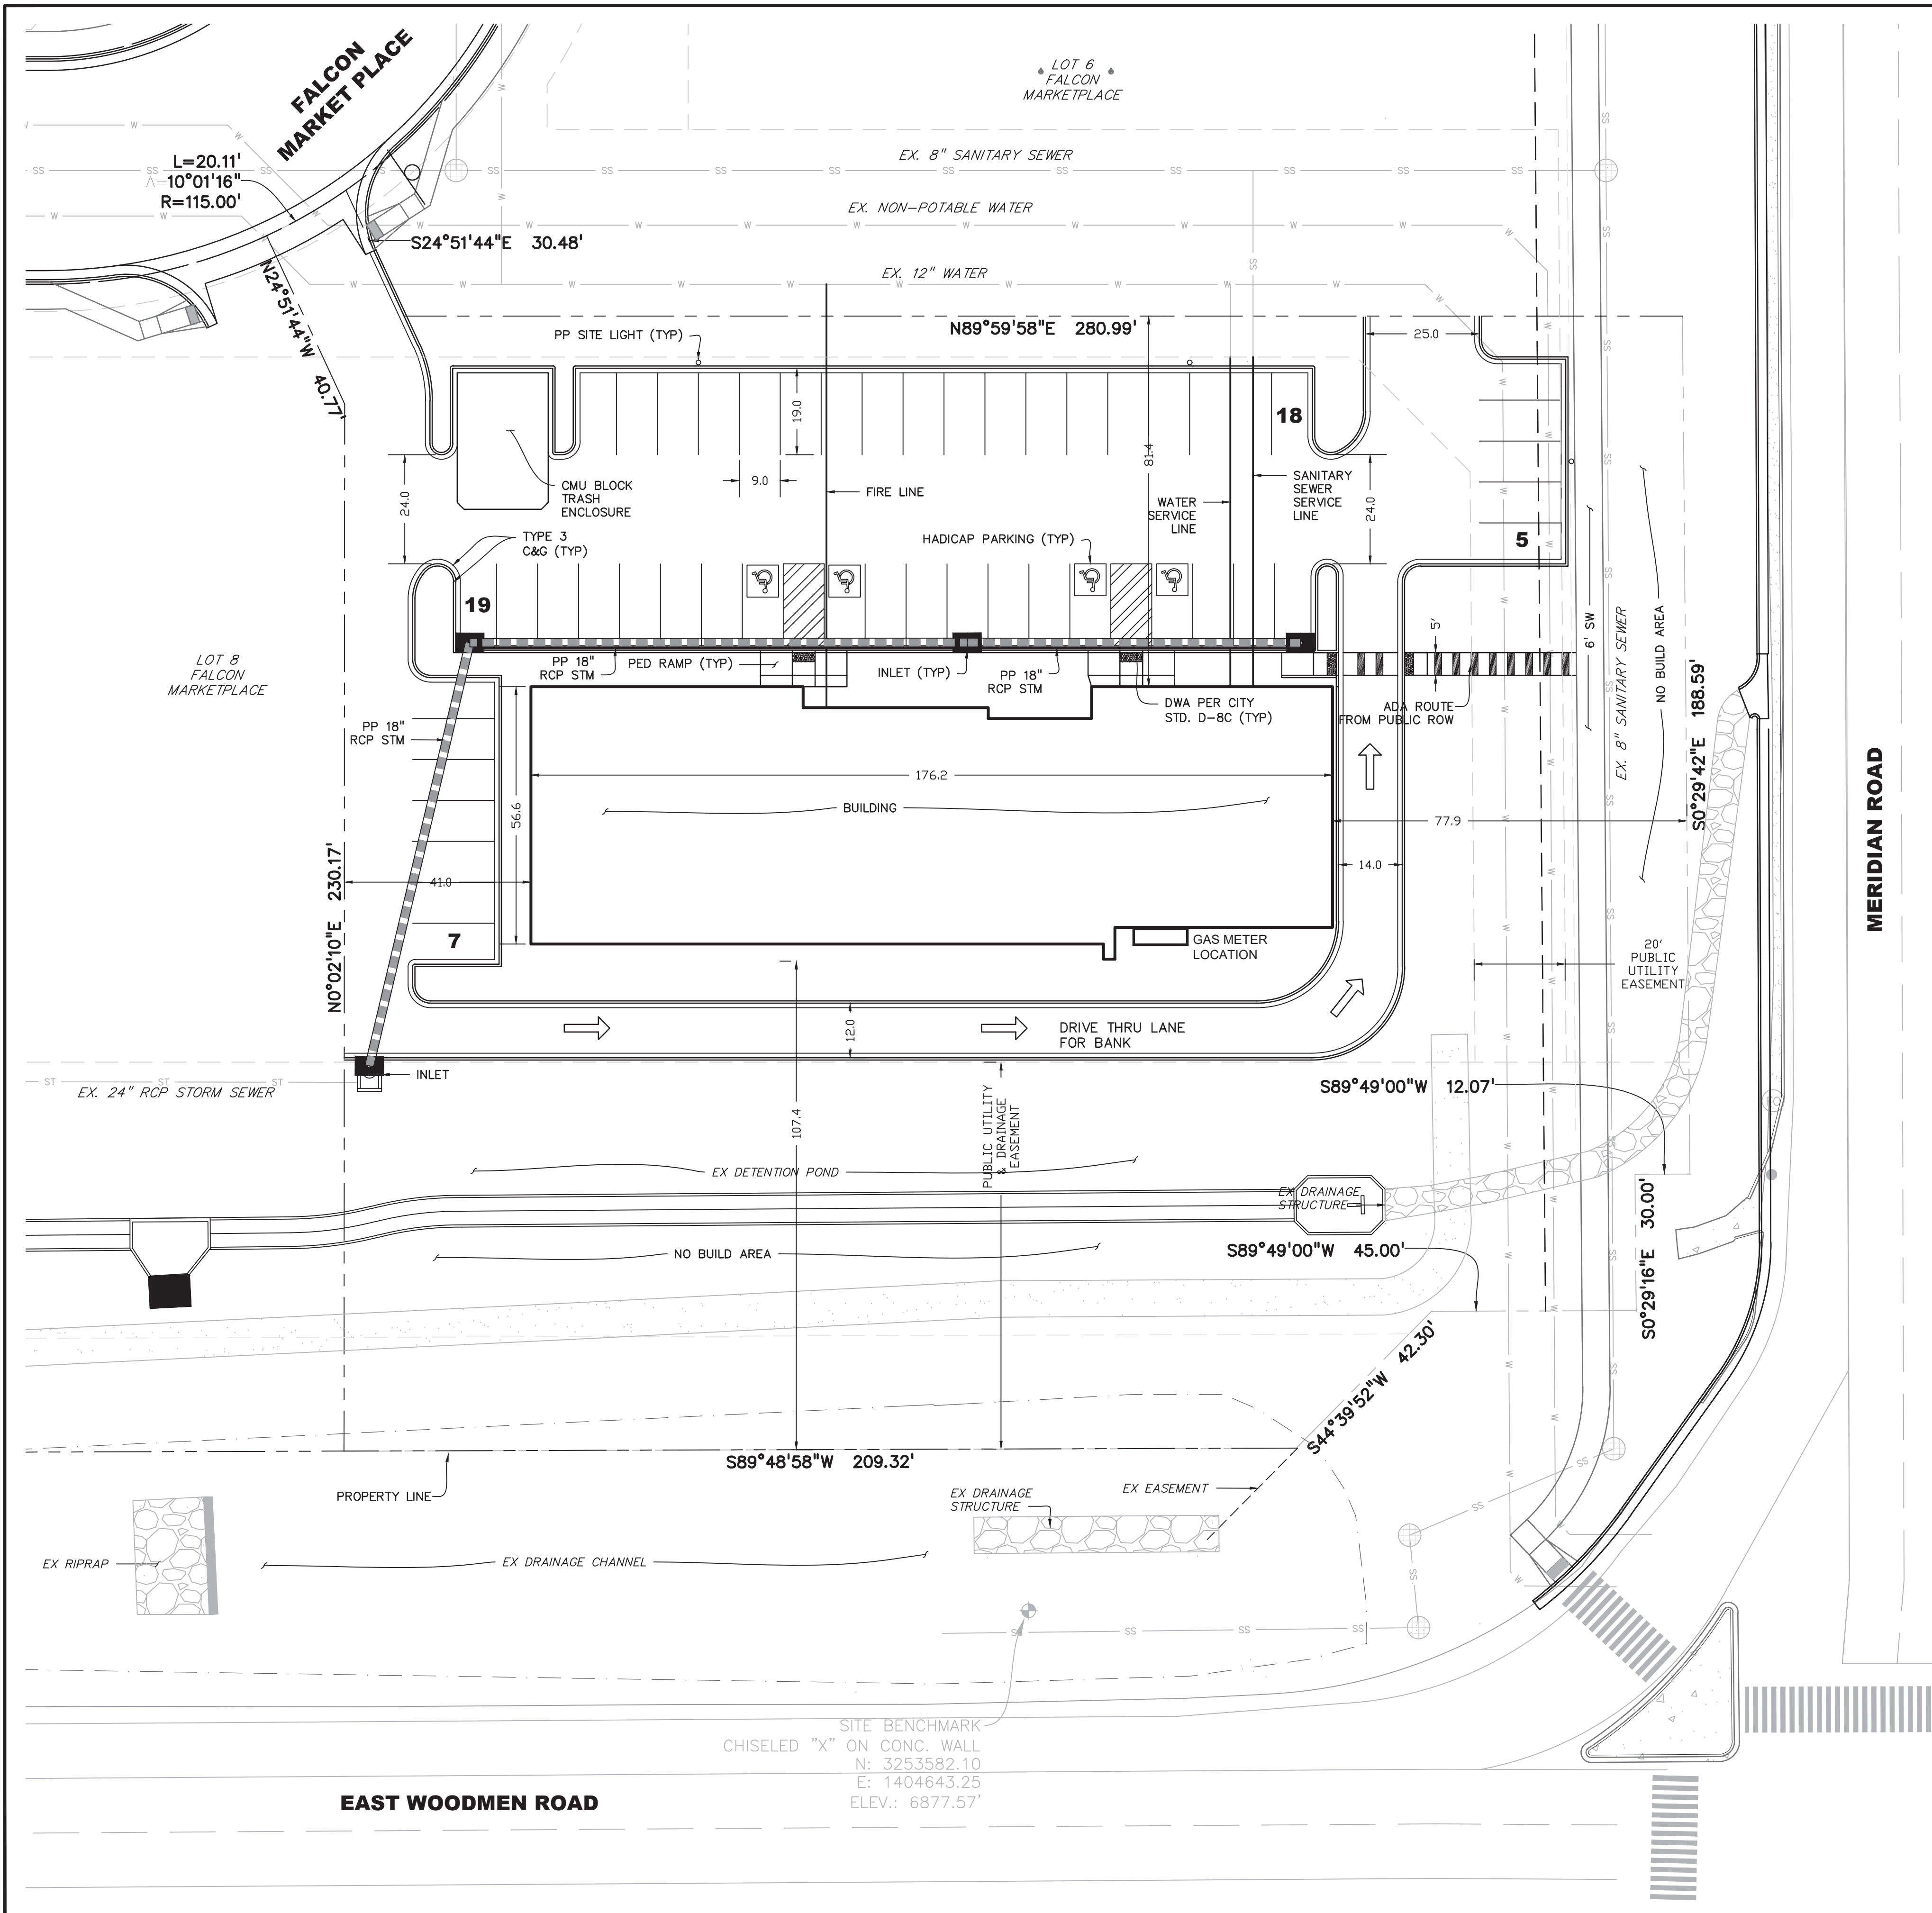 FALCON
MARKET PLACE
LOT 6
FALCON
MARKETPLACE
L=20.11'
Δ=10°01'16"
R=115.00'
EX. 8" SANITARY SEWER
EX. NON-POTABLE WATER
S24°51'44"E 30.48'
EX. 12" WATER
N24°51'44"W 40.77'
PP SITE LIGHT (TYP)
N89°59'58"E 280.99'
25.0
19.0
18
81.4
9.0
24.0
CMU BLOCK
TRASH
ENCLOSURE
FIRE LINE
WATER
SERVICE
LINE
SANITARY
SEWER
SERVICE
LINE
24.0
5
TYPE 3
C&G (TYP)
HADICAP PARKING (TYP)
19
6' SW
EX. 8" SANITARY SEWER
NO BUILD AREA
5'
LOT 8
FALCON
MARKETPLACE
PP 18"
RCP STM
PED RAMP (TYP)
INLET (TYP)
PP 18"
RCP STM
DWA PER CITY
STD. D-8C (TYP)
ADA ROUTE
FROM PUBLIC ROW
S0°29'42"E 188.59'
PP 18"
RCP STM
176.2
BUILDING
56.6
77.9
14.0
MERIDIAN ROAD
N0°02'10"E 230.17'
41.0
7
GAS METER
LOCATION
20'
PUBLIC
UTILITY
EASEMENT
12.0
DRIVE THRU LANE
FOR BANK
INLET
ST
ST
ST
EX. 24" RCP STORM SEWER
107.4
PUBLIC UTILITY
& DRAINAGE
EASEMENT
S89°49'00"W 12.07'
EX DETENTION POND
EX DRAINAGE
STRUCTURE
NO BUILD AREA
S89°49'00"W 45.00'
S0°29'16"E 30.00'
S44°39'52"W 42.30'
S89°48'58"W 209.32'
PROPERTY LINE
EX DRAINAGE
STRUCTURE
EX EASEMENT
EX RIPRAP
EX DRAINAGE CHANNEL
SITE BENCHMARK
CHISELED "X" ON CONC. WALL
N: 3253582.10
E: 1404643.25
ELEV.: 6877.57'
EAST WOODMEN ROAD